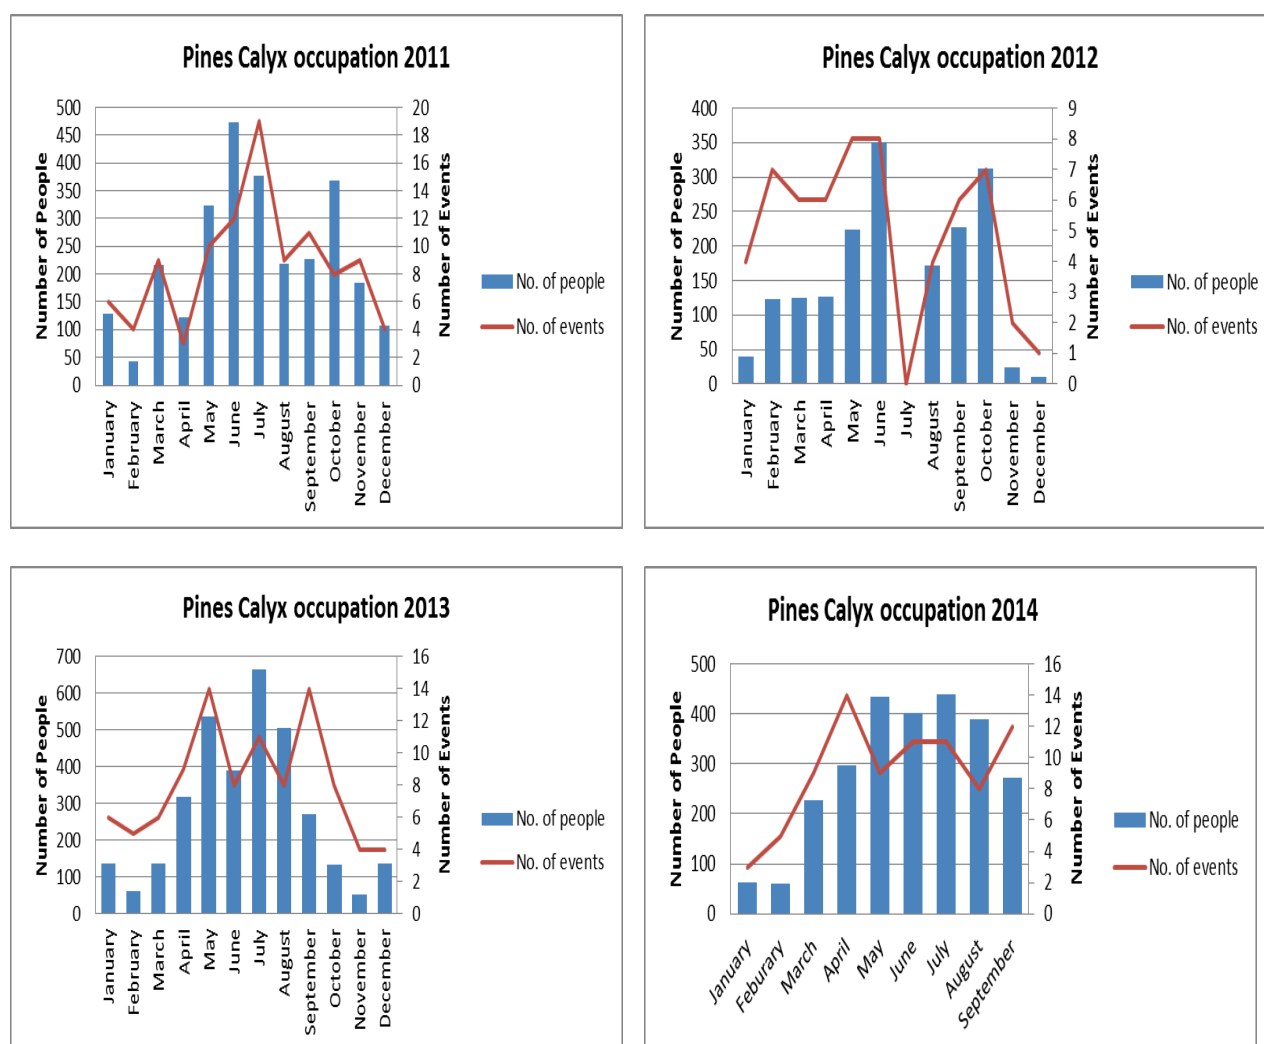 Pines Calyx occupation 2011
Number of People
500
450
400
350
300
250
200
150
100
50
0
20
18
16
14
12
10
8
6
4
2
0
Number of Events
January
February
March
April
May
June
July
August
September
October
November
December
No. of people
No. of events
Pines Calyx occupation 2012
Number of People
400
350
300
250
200
150
100
50
0
9
8
7
6
5
4
3
2
1
0
Number of Events
January
February
March
April
May
June
July
August
September
October
November
December
No. of people
No. of events
Pines Calyx occupation 2013
Number of People
700
600
500
400
300
200
100
0
16
14
12
10
8
6
4
2
0
Number of Events
January
February
March
April
May
June
July
August
September
October
November
December
No. of people
No. of events
Pines Calyx occupation 2014
Number of People
500
400
300
200
100
0
16
14
12
10
8
6
4
2
0
Number of Events
January
Feburary
March
April
May
June
July
August
September
No. of people
No. of events